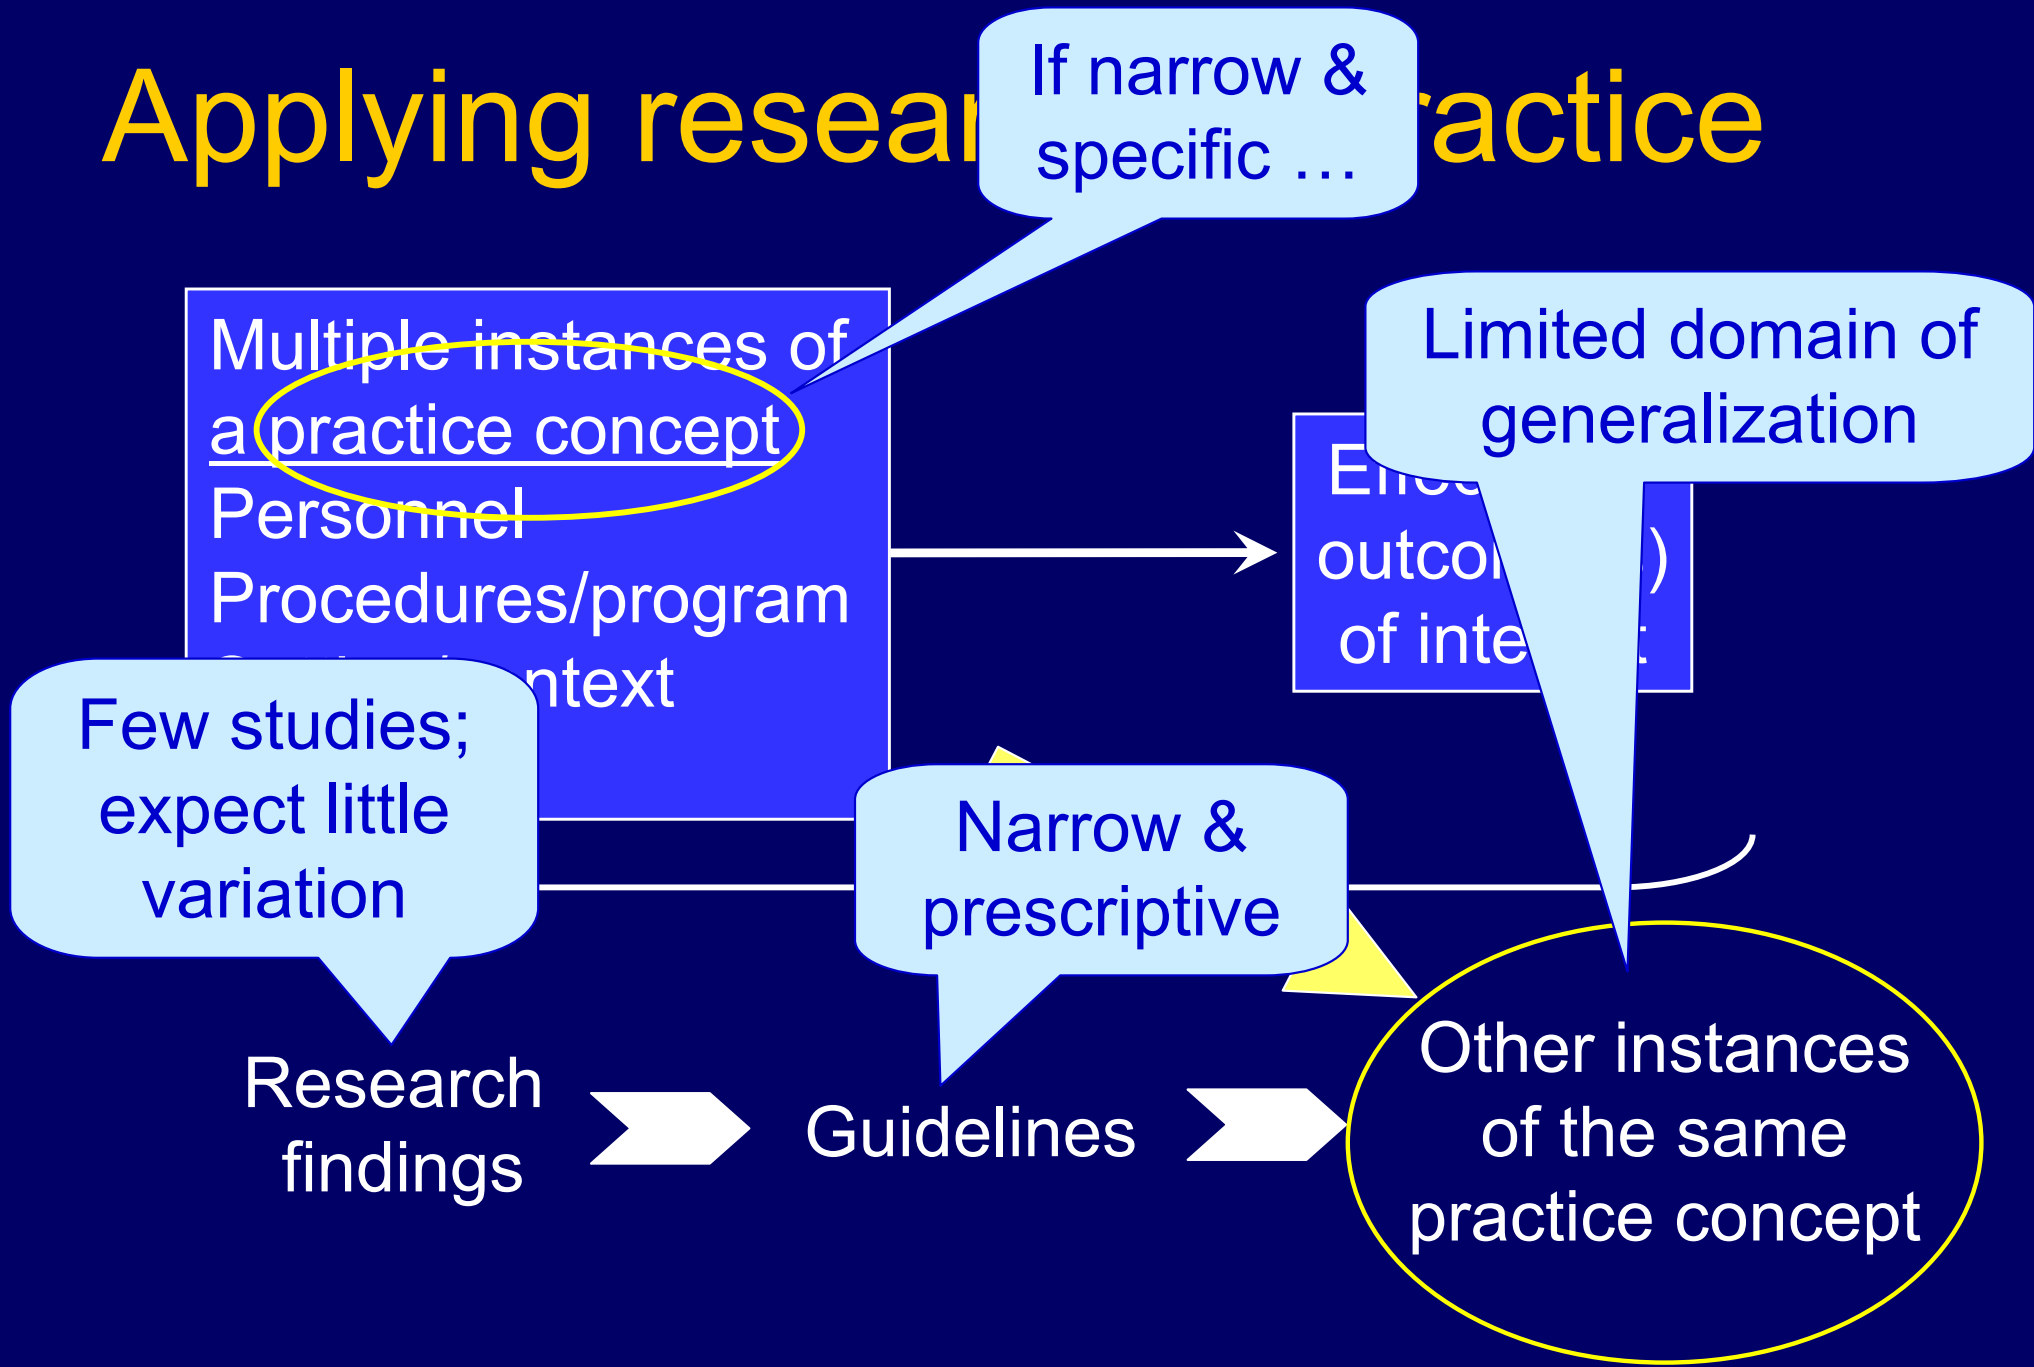 Applying resear ractice
If narrow &
specific …
Multiple instances of
a practice concept
Personnel
Procedures/program
ntext
Limited domain of
generalization
outco )
of inte t
Few studies;
expect little
variation
Narrow &
prescriptive
Research
findings
Guidelines
Other instances
of the same
practice concept